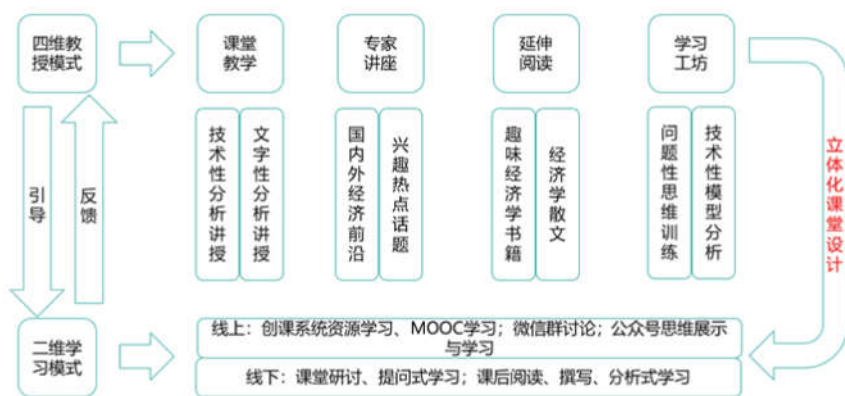 四维教
授模式
课堂
教学
专家
讲座
延伸
阅读
学习
工坊
引导
反馈
技术性分析讲授
文字性分析讲授
国内外经济前沿
兴趣热点话题
趣味经济学书籍
经济学散文
问题性思维训练
技术性模型分析
立体化课堂设计
二维学
习模式
线上：创课系统资源学习、MOOC学习；微信群讨论；公众号思维展示
与学习
线下：课堂研讨、提问式学习；课后阅读、撰写、分析式学习